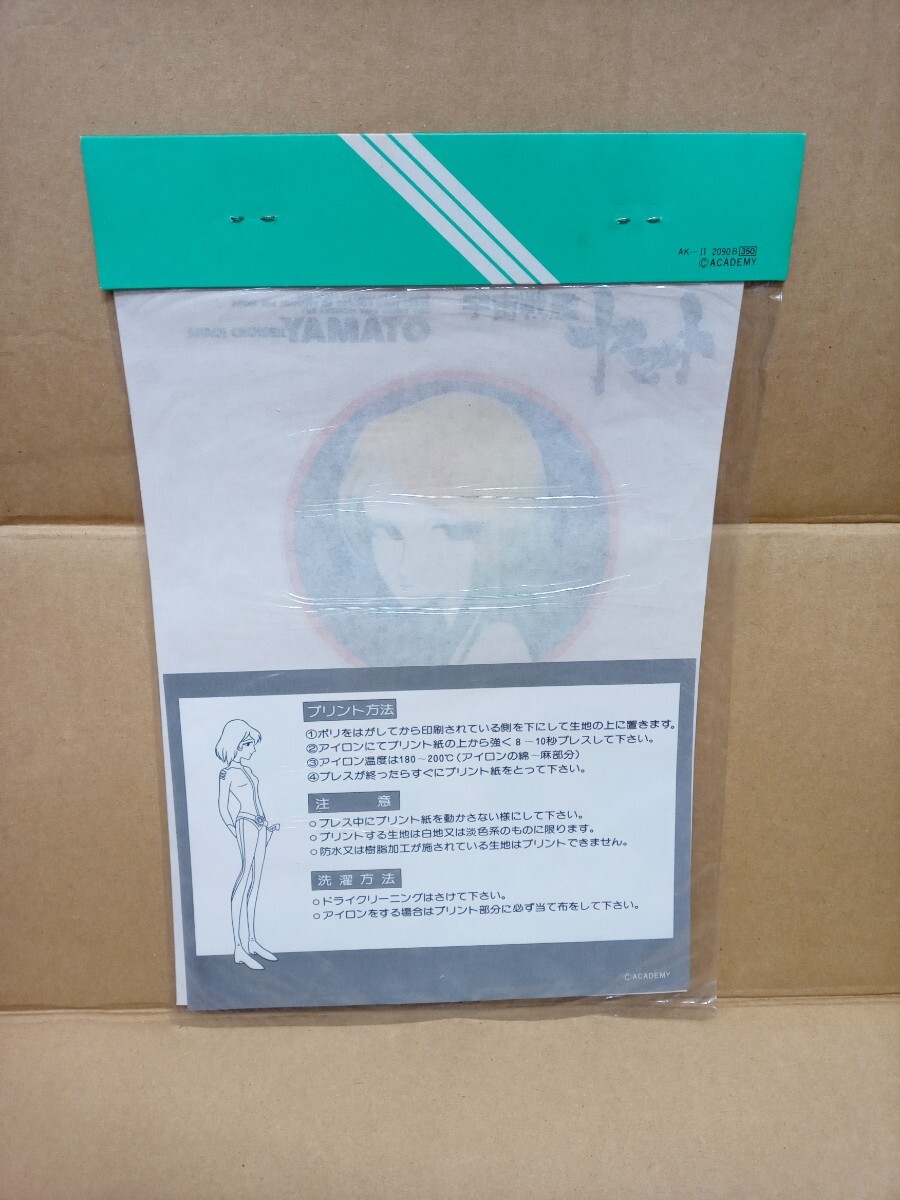 AK-II 2090B 350
©ACADEMY
宇宙戦艦
ヤマト
YAMATO
プリント方法
①ポリをはがしてから印刷されている側を下にして生地の上に置きます。
②アイロンにてプリント紙の上から強く8～10秒プレスして下さい。
③アイロン温度は180～200℃(アイロンの綿～麻部分)
④プレスが終ったらすぐにプリント紙をとって下さい。
注意
○プレス中にプリント紙を動かさない様にして下さい。
○プリントする生地は白地又は淡色系のものに限ります。
○防水又は樹脂加工が施されている生地はプリントできません。
洗濯方法
○ドライクリーニングはさけて下さい。
○アイロンをする場合はプリント部分に必ず当て布をして下さい。
©ACADEMY